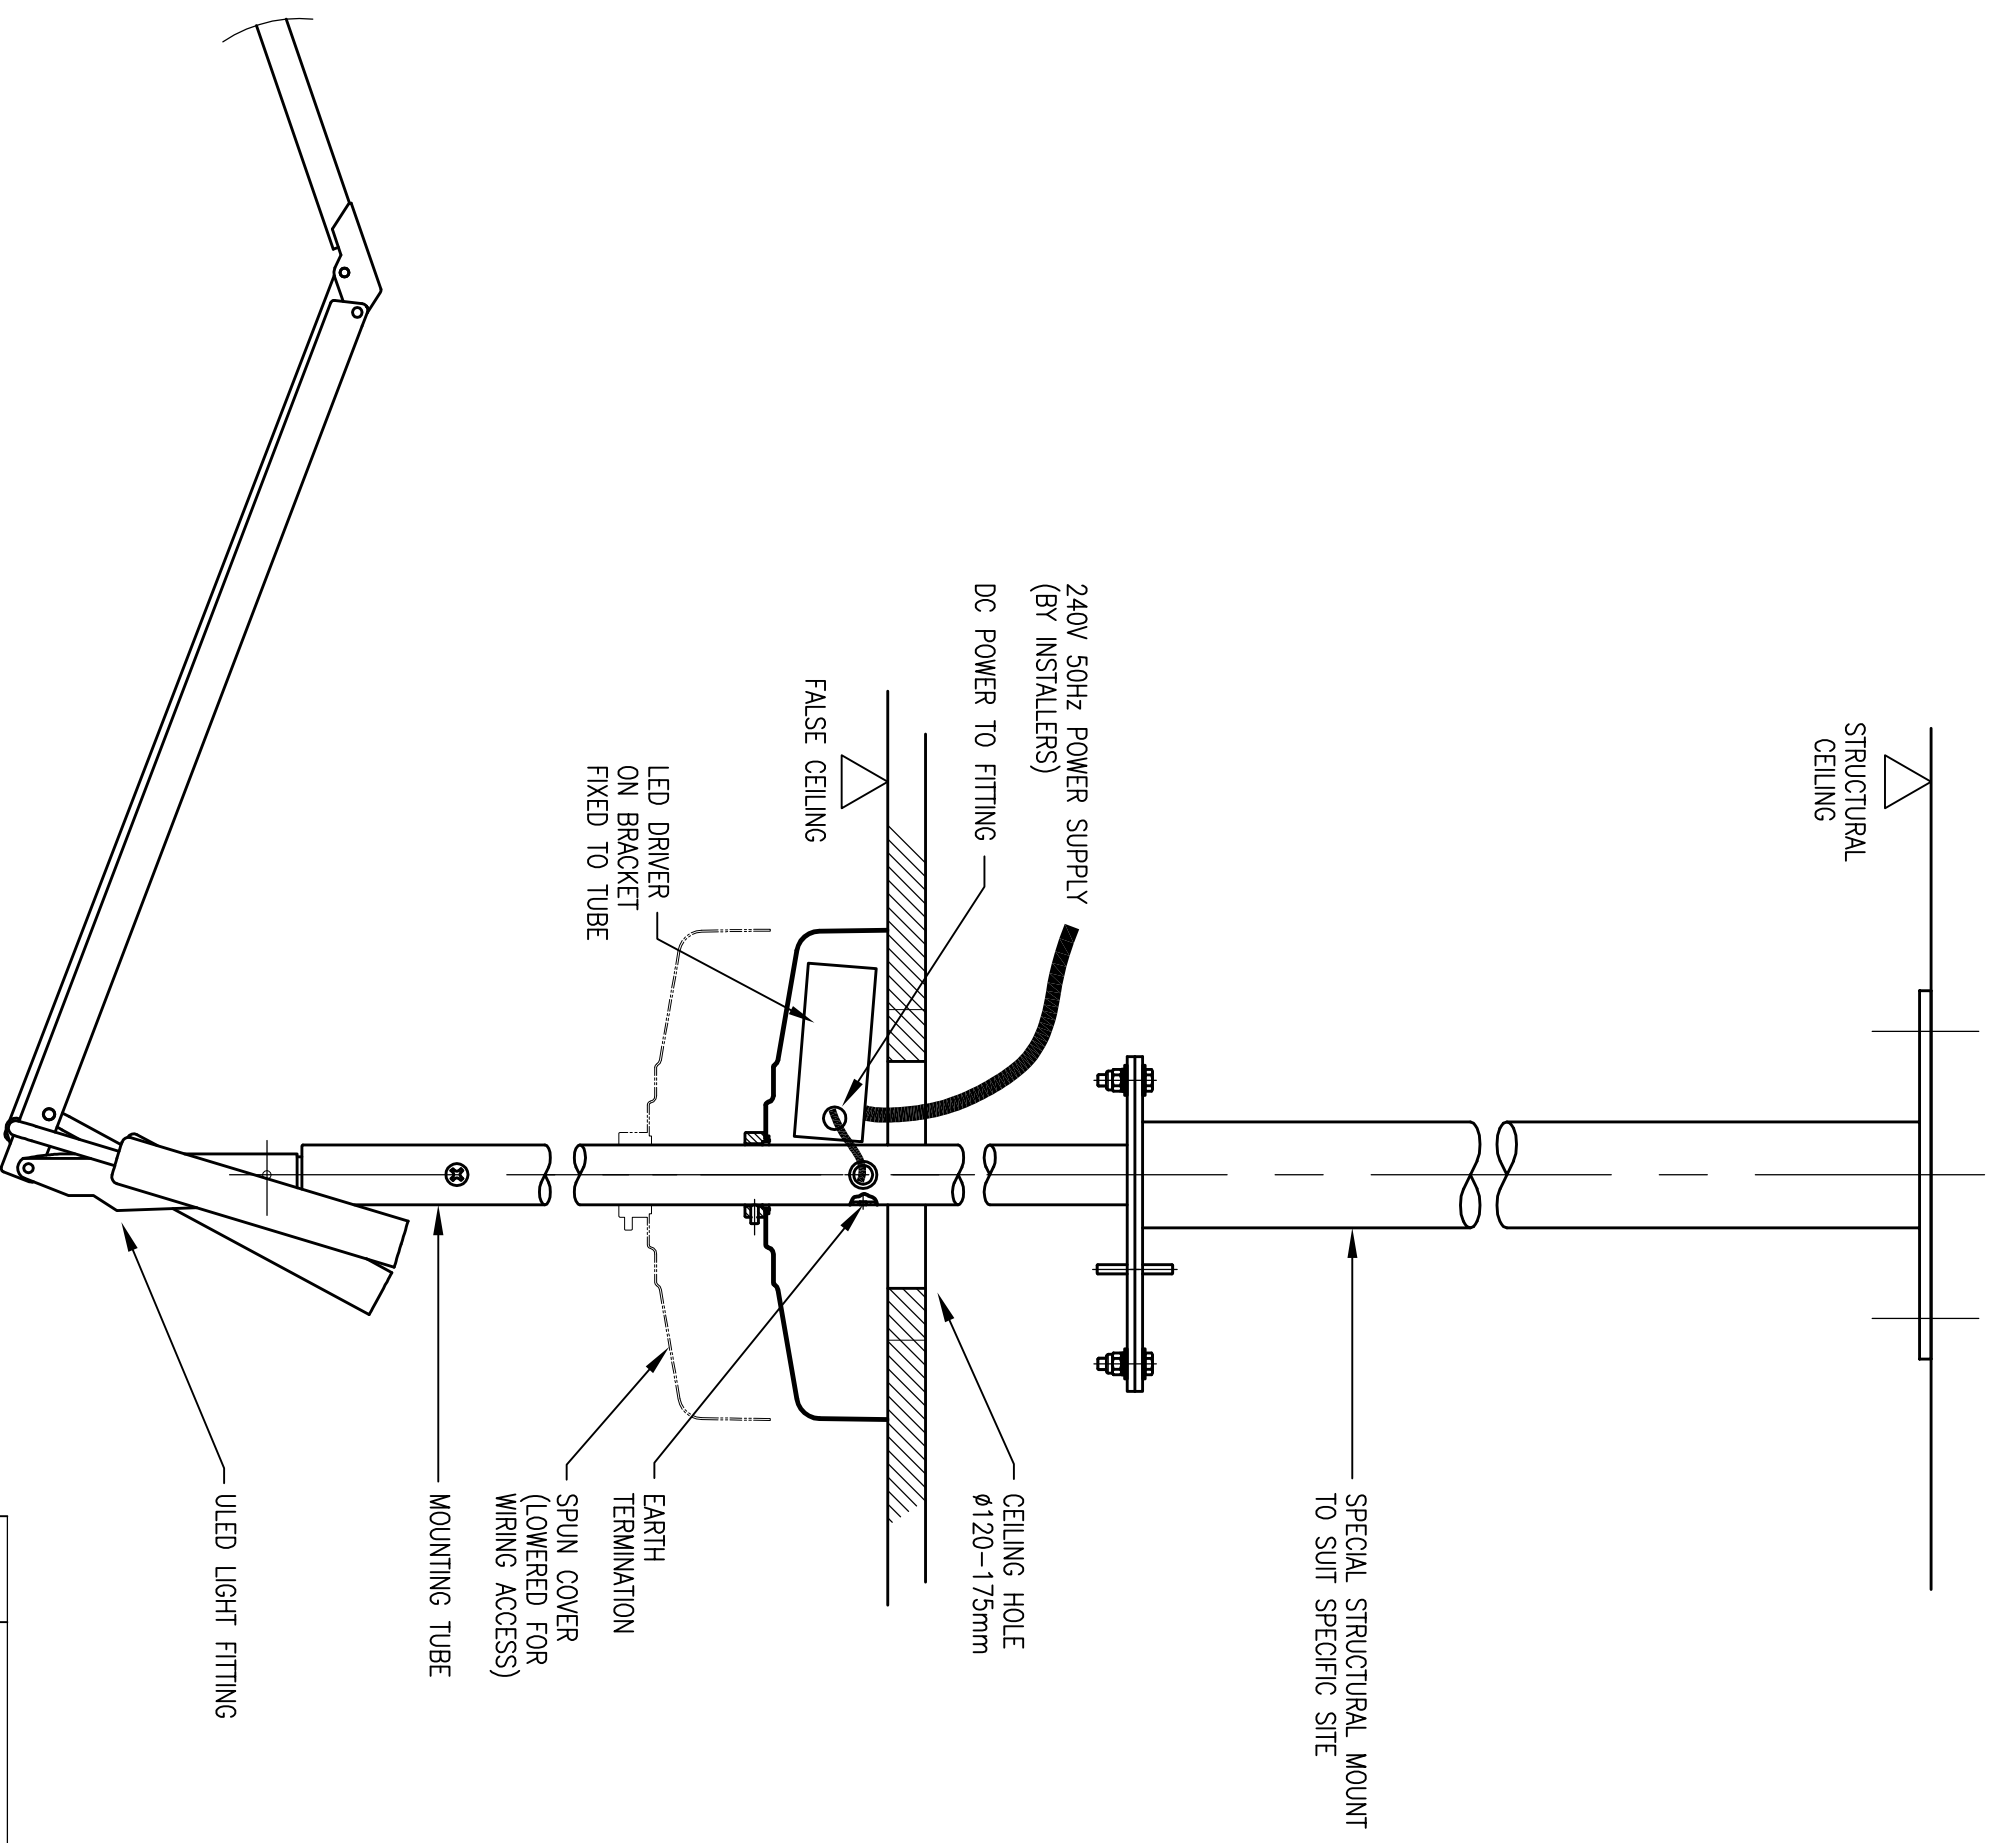 STRUCTURAL
CEILING
240V 50Hz POWER SUPPLY
(BY INSTALLERS)
DC POWER TO FITTING
FALSE CEILING
LED DRIVER
ON BRACKET
FIXED TO TUBE
SPECIAL STRUCTURAL MOUNT
TO SUIT SPECIFIC SITE
CEILING HOLE
ø120-175mm
EARTH
TERMINATION
SPUN COVER
(LOWERED FOR
WIRING ACCESS)
MOUNTING TUBE
ULED LIGHT FITTING